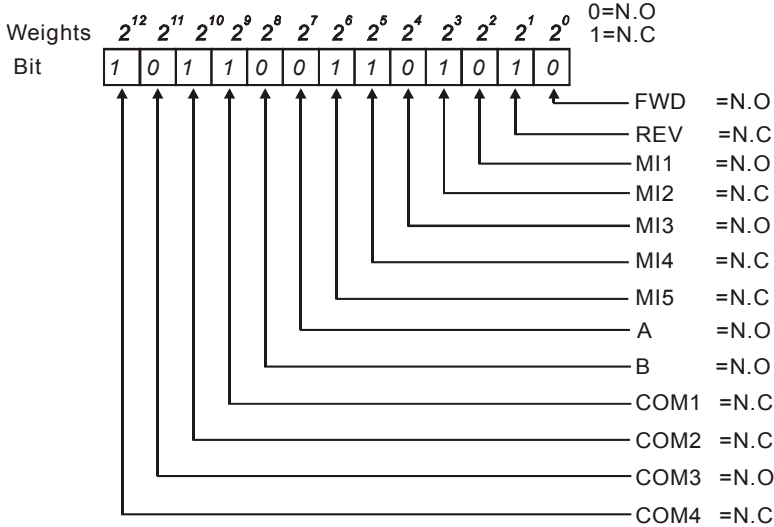 0=N.O
Weights 2^12 2^11 2^10 2^9 2^8 2^7 2^6 2^5 2^4 2^3 2^2 2^1 2^0 1=N.C
Bit 1 0 1 1 0 0 1 1 0 1 0 1 0
FWD =N.O
REV =N.C
MI1 =N.O
MI2 =N.C
MI3 =N.O
MI4 =N.C
MI5 =N.C
A =N.O
B =N.O
COM1 =N.C
COM2 =N.C
COM3 =N.O
COM4 =N.C